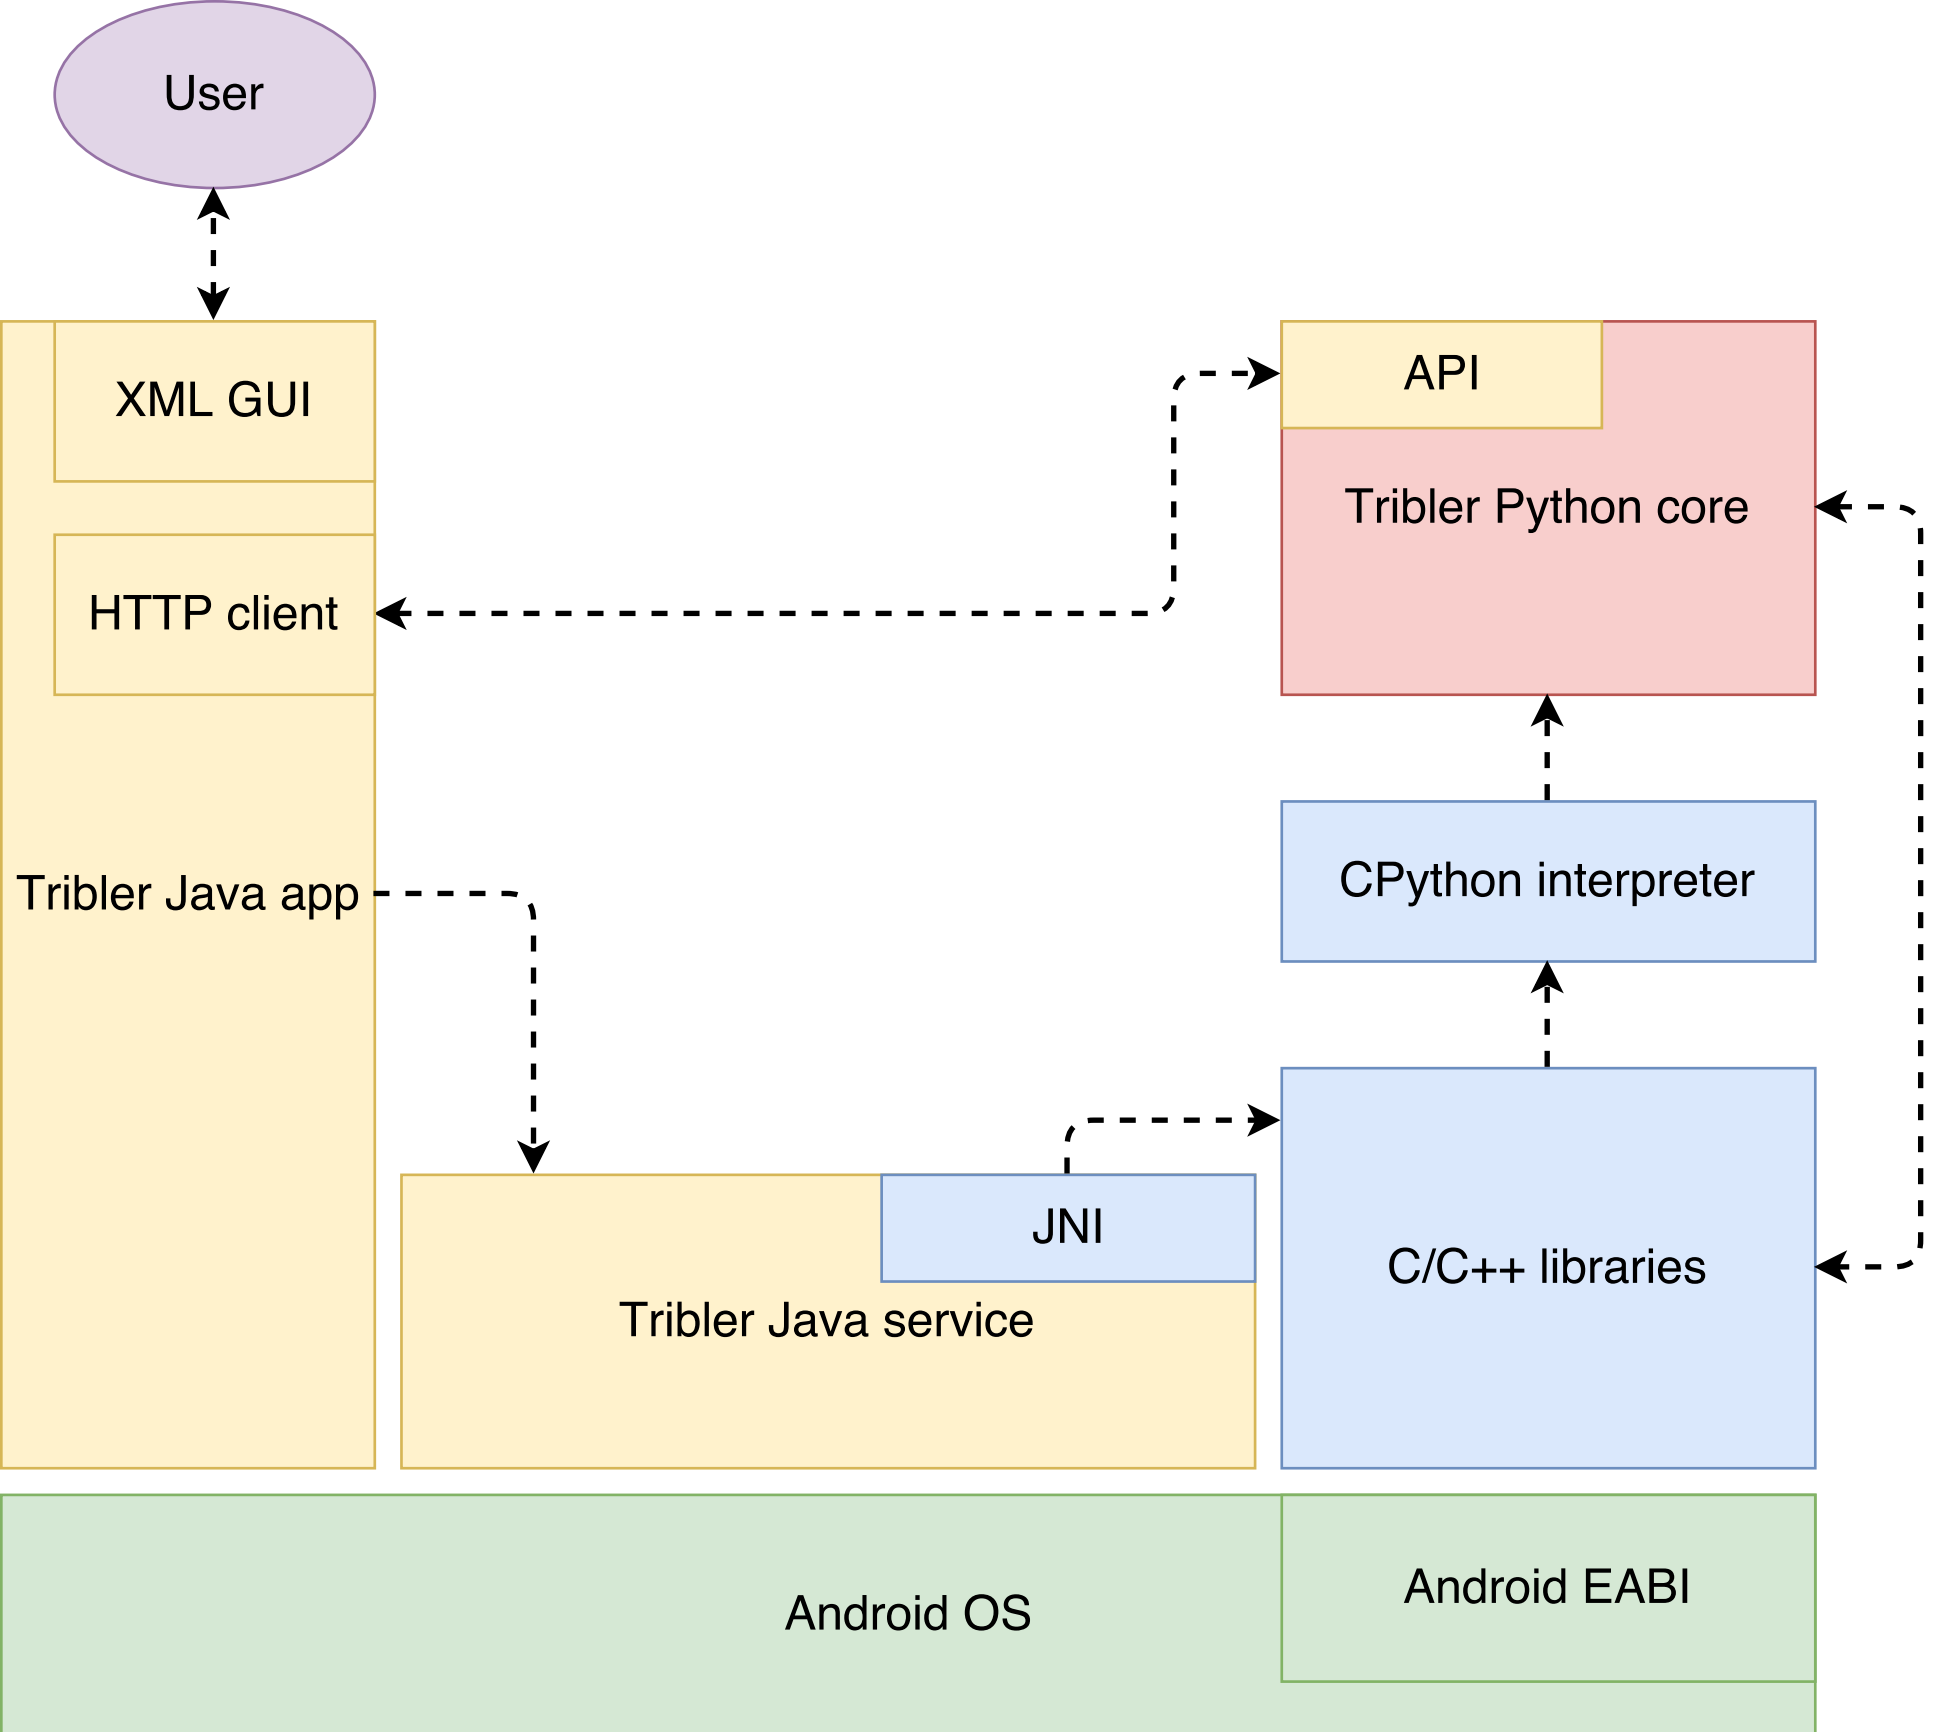 User
XML GUI
API
Tribler Python core
HTTP client
Tribler Java app
CPython interpreter
JNI
C/C++ libraries
Tribler Java service
Android EABI
Android OS